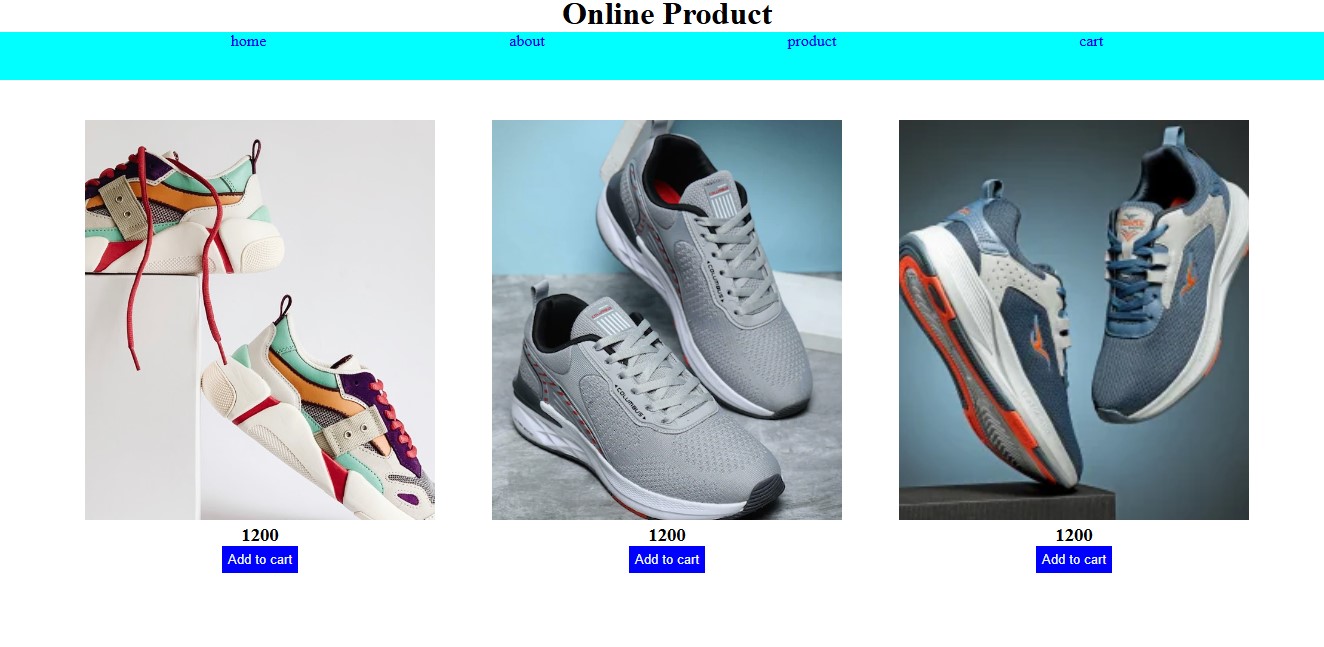 Online Product
home about product cart
COLUMBUS
COLUMBUS
1200 1200 1200
Add to cart Add to cart Add to cart